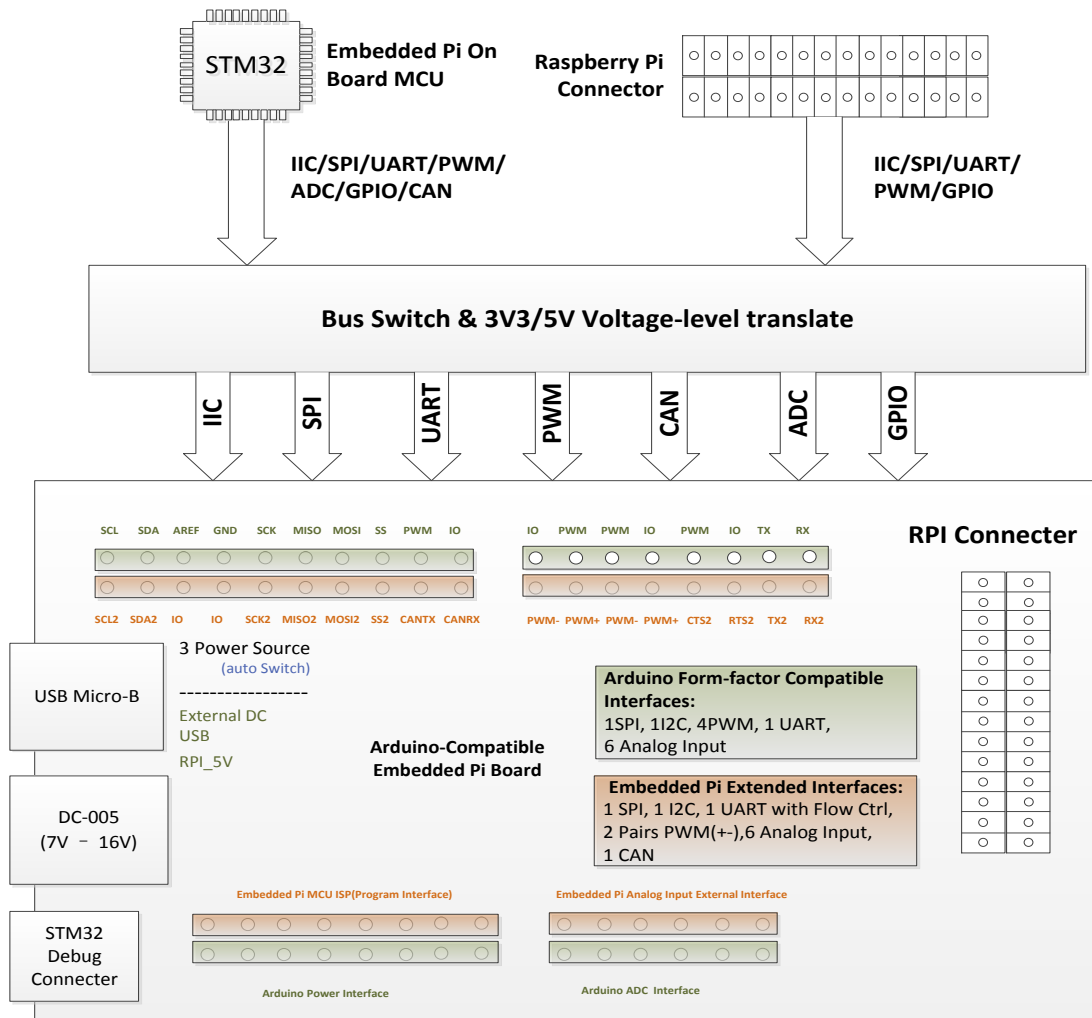 STM32
Embedded Pi On
Board MCU
Raspberry Pi
Connector
IIC/SPI/UART/PWM/
ADC/GPIO/CAN
IIC/SPI/UART/
PWM/GPIO
Bus Switch & 3V3/5V Voltage-level translate
IIC
SPI
UART
PWM
CAN
ADC
GPIO
SCL SDA AREF GND SCK MISO MOSI SS PWM IO
IO PWM PWM IO PWM IO TX RX
RPI Connecter
SCL2 SDA2 IO IO SCK2 MISO2 MOSI2 SS2 CANTX CANRX
PWM- PWM+ PWM- PWM+ CTS2 RTS2 TX2 RX2
USB Micro-B
3 Power Source
(auto Switch)
-----------------
External DC
USB
RPI_5V
Arduino-Compatible
Embedded Pi Board
Arduino Form-factor Compatible
Interfaces:
1SPI, 1I2C, 4PWM, 1 UART,
6 Analog Input
Embedded Pi Extended Interfaces:
1 SPI, 1 I2C, 1 UART with Flow Ctrl,
2 Pairs PWM(+-),6 Analog Input,
1 CAN
DC-005
(7V – 16V)
STM32
Debug
Connecter
Embedded Pi MCU ISP(Program Interface)
Embedded Pi Analog Input External Interface
Arduino Power Interface
Arduino ADC Interface